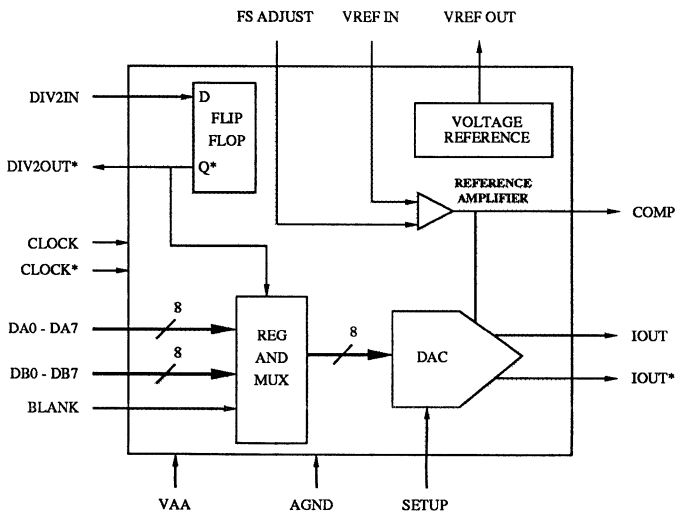 FS ADJUST
VREF IN
VREF OUT
DIV2IN
D
FLIP
FLOP
Q*
VOLTAGE
REFERENCE
DIV2OUT*
REFERENCE
AMPLIFIER
COMP
CLOCK
CLOCK*
8
DA0 - DA7
8
DB0 - DB7
BLANK
REG
AND
MUX
8
DAC
IOUT
IOUT*
VAA
AGND
SETUP